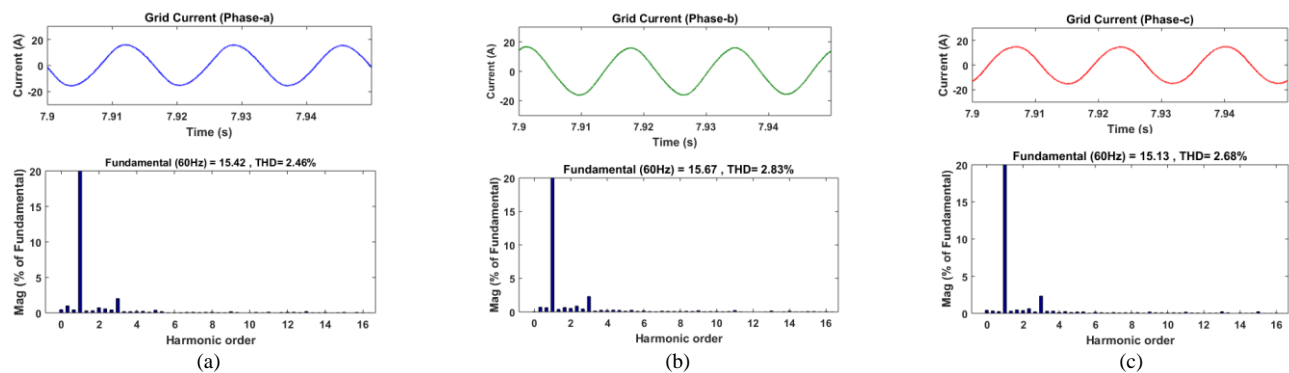 Grid Current (Phase-a)
Current (A)
20
0
-20
7.9 7.91 7.92 7.93 7.94
Time (s)
Fundamental (60Hz) = 15.42 , THD= 2.46%
Mag (% of Fundamental)
20
15
10
5
0
0 2 4 6 8 10 12 14 16
Harmonic order
(a)
Grid Current (Phase-b)
Current (A)
20
0
-20
7.9 7.91 7.92 7.93 7.94
Time (s)
Fundamental (60Hz) = 15.67 , THD= 2.83%
Mag (% of Fundamental)
20
15
10
5
0
0 2 4 6 8 10 12 14 16
Harmonic order
(b)
Grid Current (Phase-c)
Current (A)
20
0
-20
7.9 7.91 7.92 7.93 7.94
Time (s)
Fundamental (60Hz) = 15.13 , THD= 2.68%
Mag (% of Fundamental)
20
15
10
5
0
0 2 4 6 8 10 12 14 16
Harmonic order
(c)